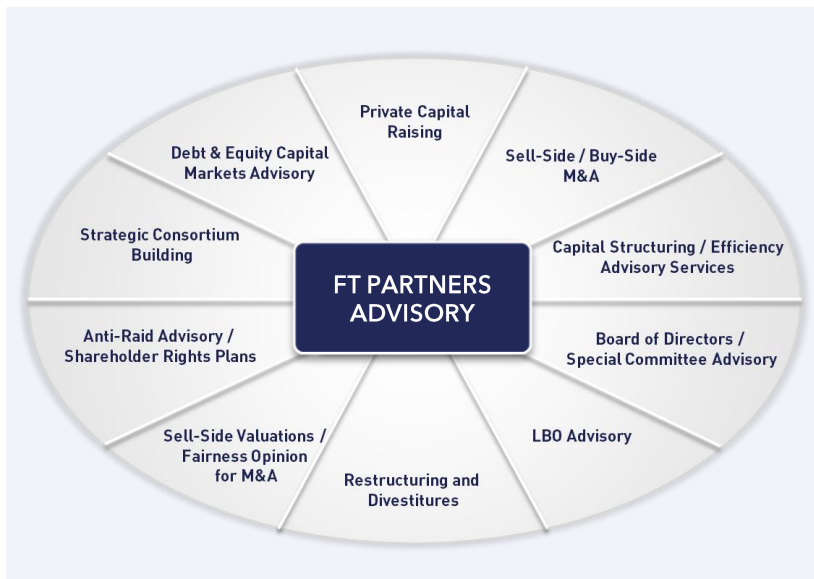 Private Capital
Raising
Sell-Side / Buy-Side
M&A
Capital Structuring / Efficiency
Advisory Services
Board of Directors /
Special Committee Advisory
LBO Advisory
Restructuring and
Divestitures
Sell-Side Valuations /
Fairness Opinion
for M&A
Anti-Raid Advisory /
Shareholder Rights Plans
Strategic Consortium
Building
Debt & Equity Capital
Markets Advisory
FT PARTNERS
ADVISORY